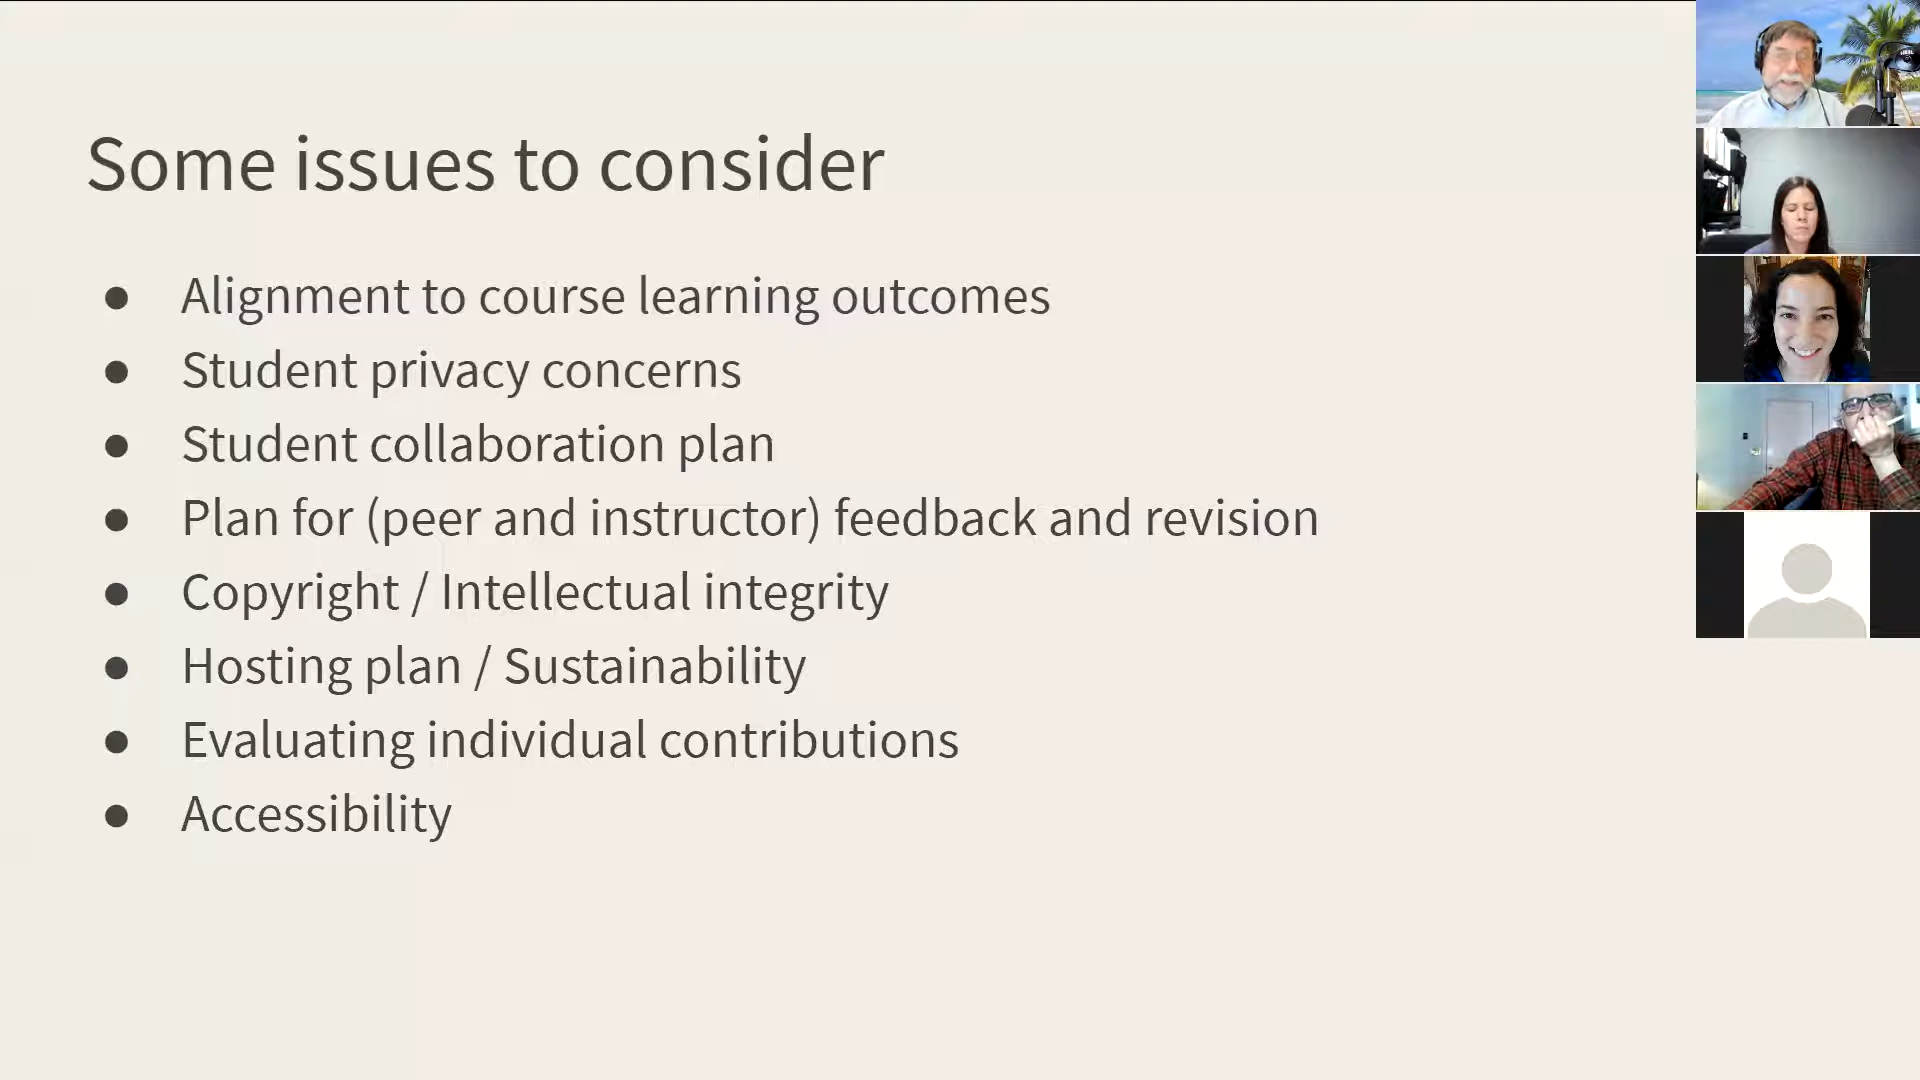 Some issues to consider
● Alignment to course learning outcomes
● Student privacy concerns
● Student collaboration plan
● Plan for (peer and instructor) feedback and revision
● Copyright / Intellectual integrity
● Hosting plan / Sustainability
● Evaluating individual contributions
● Accessibility